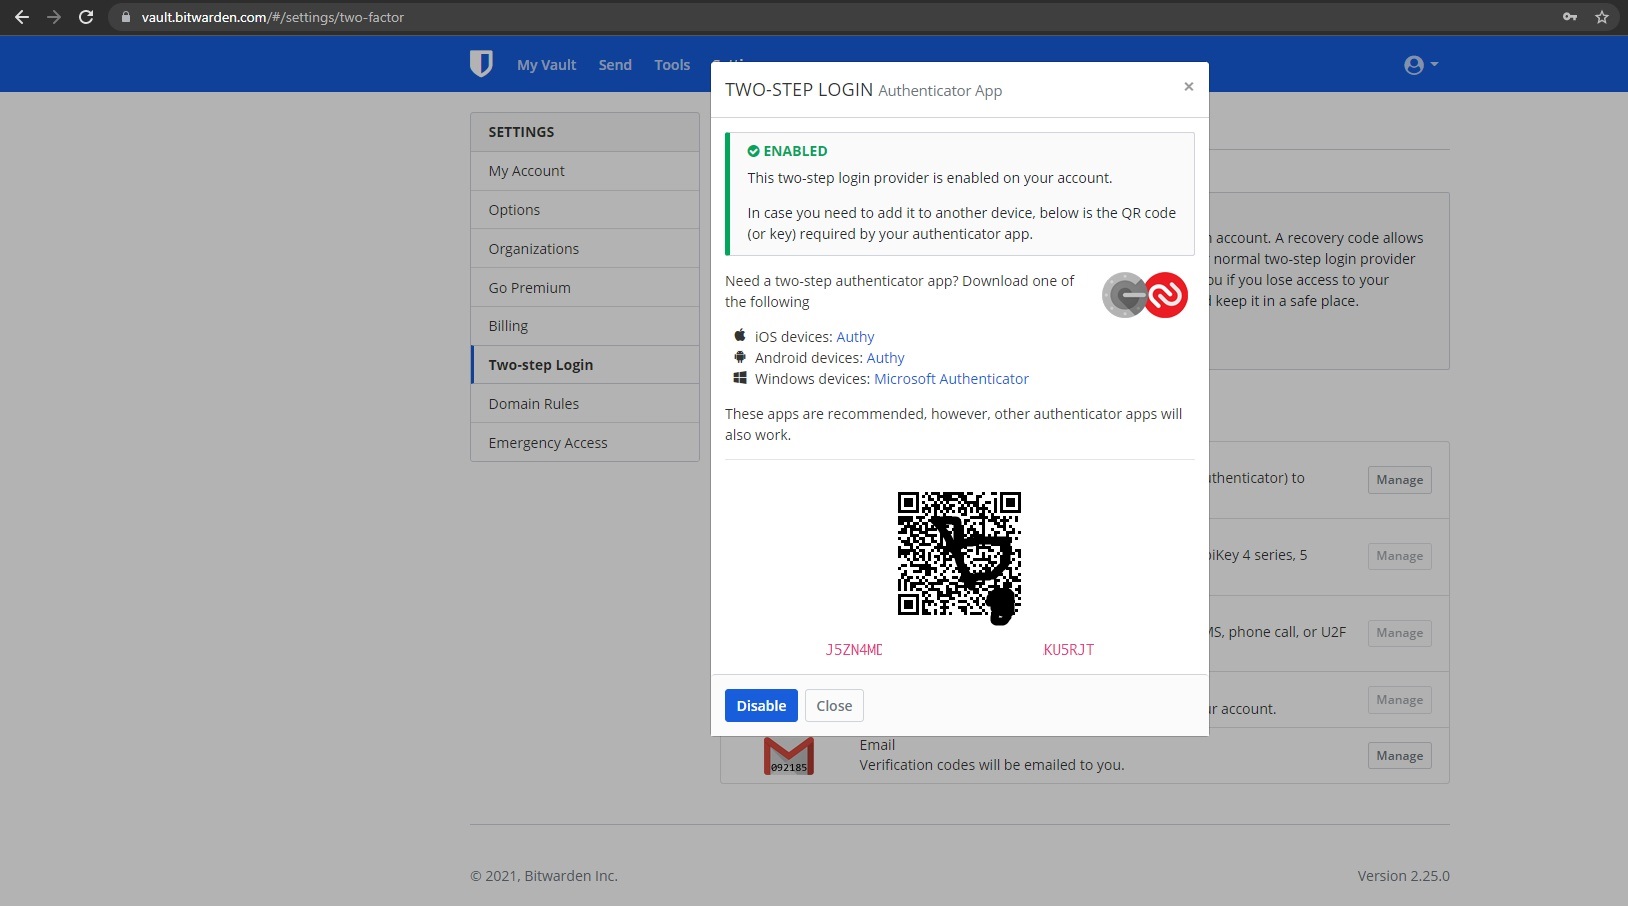 vault.bitwarden.com/#/settings/two-factor
My Vault Send Tools
TWO-STEP LOGIN Authenticator App ×
SETTINGS
My Account
Options
Organizations
Go Premium
Billing
Two-step Login
Domain Rules
Emergency Access
ENABLED
This two-step login provider is enabled on your account.
In case you need to add it to another device, below is the QR code
(or key) required by your authenticator app.
Need a two-step authenticator app? Download one of
the following
iOS devices: Authy
Android devices: Authy
Windows devices: Microsoft Authenticator
These apps are recommended, however, other authenticator apps will
also work.
J5ZN4MD KU5RJT
Disable Close
account. A recovery code allows
normal two-step login provider
if you lose access to your
keep it in a safe place.
to
Manage
4 series, 5
Manage
phone call, or U2F
Manage
account.
Manage
092185
Email
Verification codes will be emailed to you.
Manage
© 2021, Bitwarden Inc.
Version 2.25.0